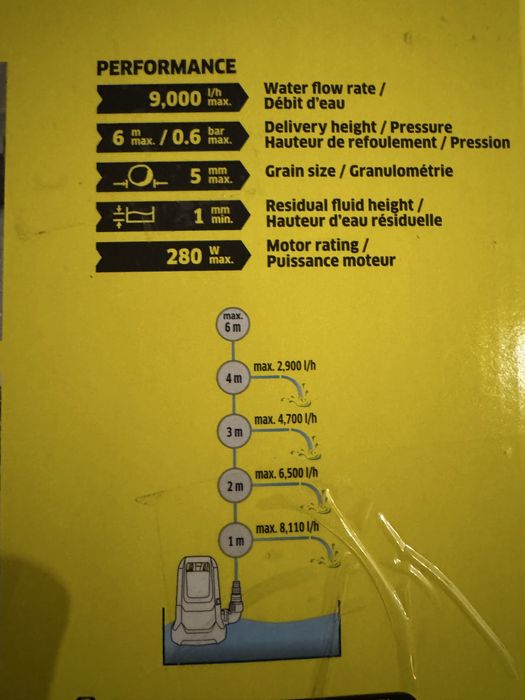 PERFORMANCE
9,000 l/h max.
Water flow rate /
Débit d'eau
6 m max. / 0.6 bar max.
Delivery height / Pressure
Hauteur de refoulement / Pression
5 mm max.
Grain size / Granulométrie
1 mm min.
Residual fluid height /
Hauteur d'eau résiduelle
280 W max.
Motor rating /
Puissance moteur
max.
6 m
max. 2,900 l/h
4 m
max. 4,700 l/h
3 m
max. 6,500 l/h
2 m
max. 8,110 l/h
1 m